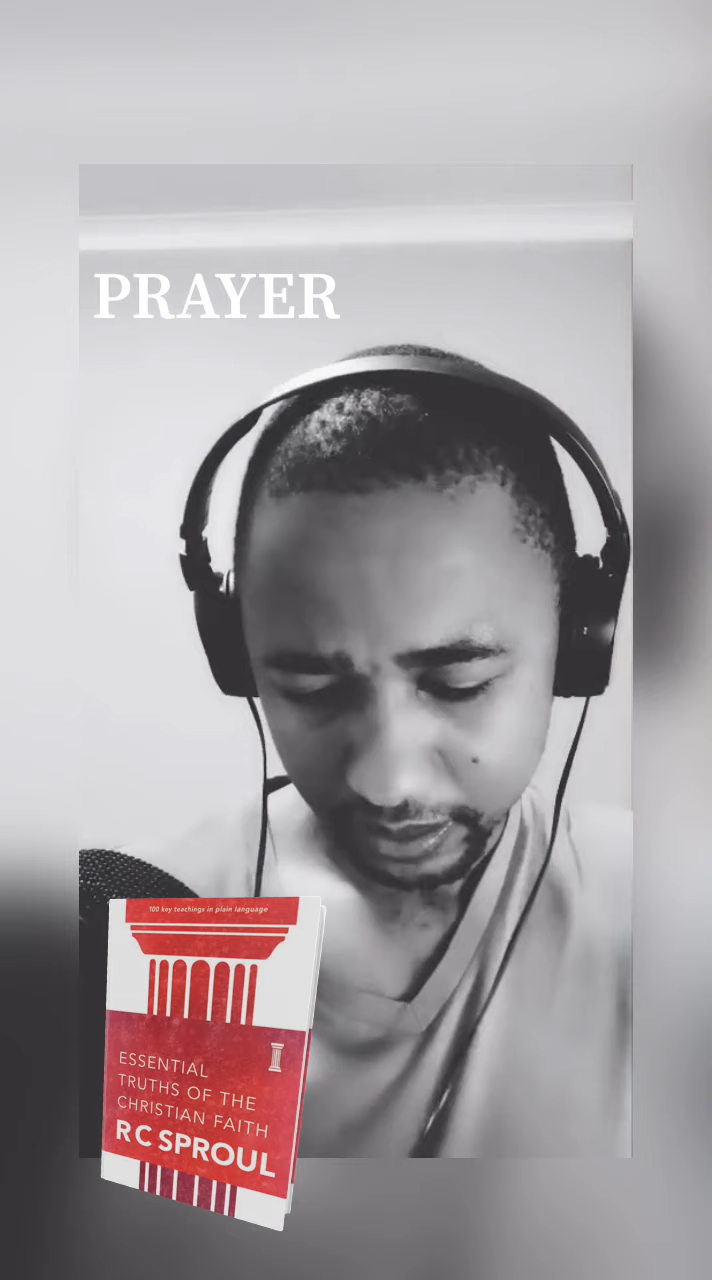 PRAYER
100 key teachings in plain language
ESSENTIAL
TRUTHS OF THE
CHRISTIAN FAITH
R C SPROUL